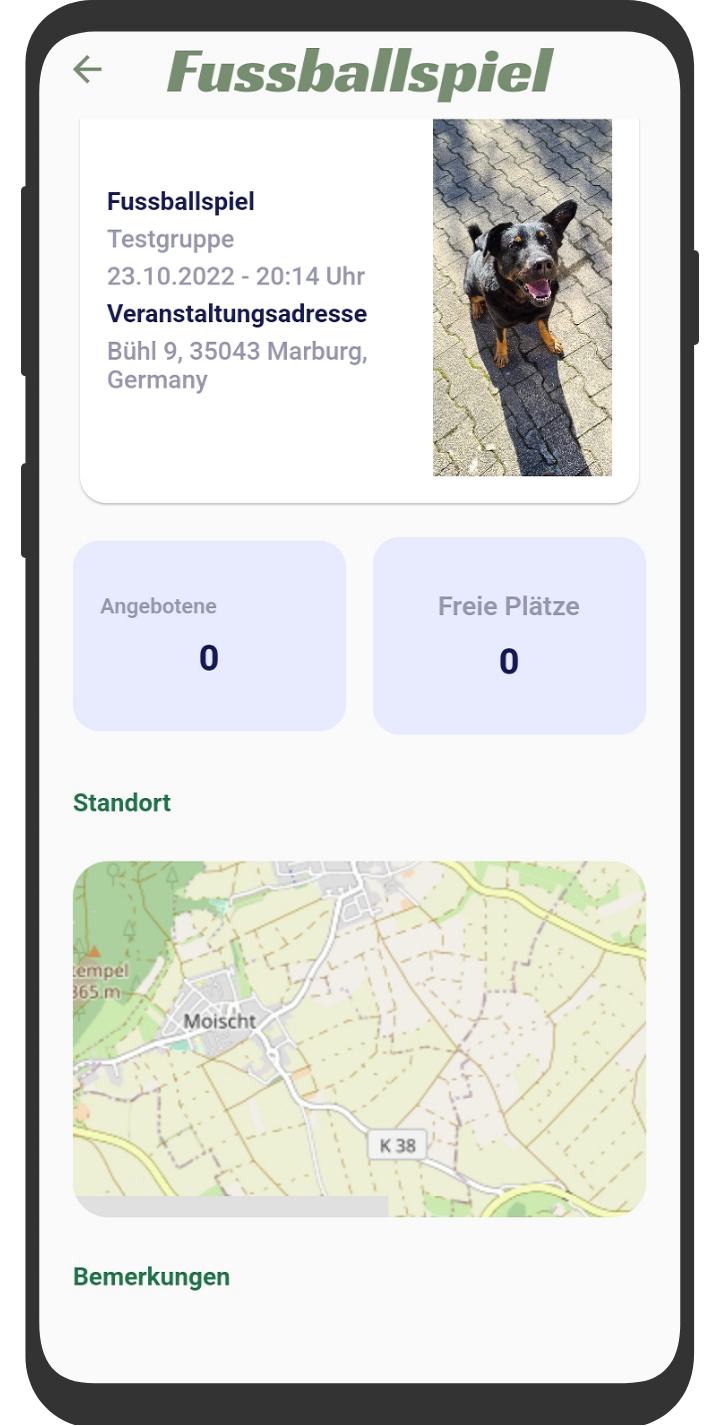 Fussballspiel
Fussballspiel
Testgruppe
23.10.2022 - 20:14 Uhr
Veranstaltungsadresse
Bühl 9, 35043 Marburg,
Germany
Angebotene
Freie Plätze
0
0
Standort
tempel
365 m
Moischt
K 38
Bemerkungen